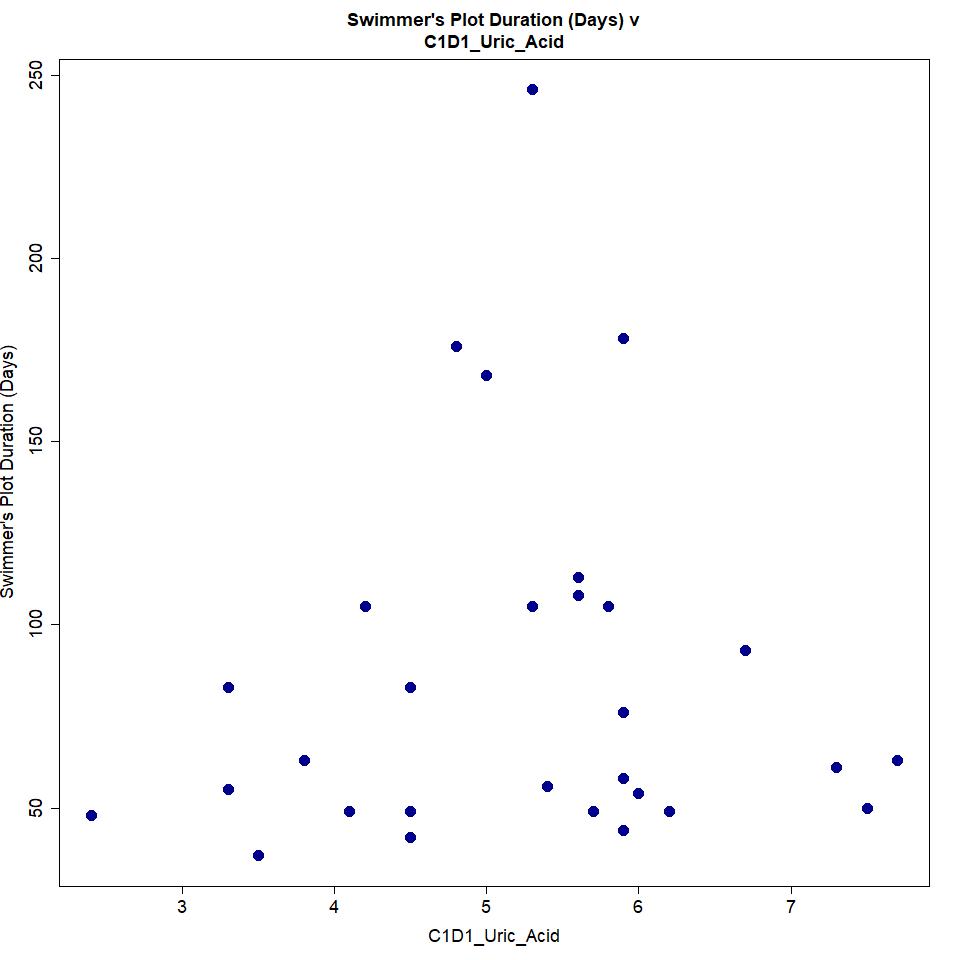 Swimmer's Plot Duration (Days) v
C1D1_Uric_Acid
Swimmer's Plot Duration (Days)
250
200
150
100
50
3 4 5 6 7
C1D1_Uric_Acid